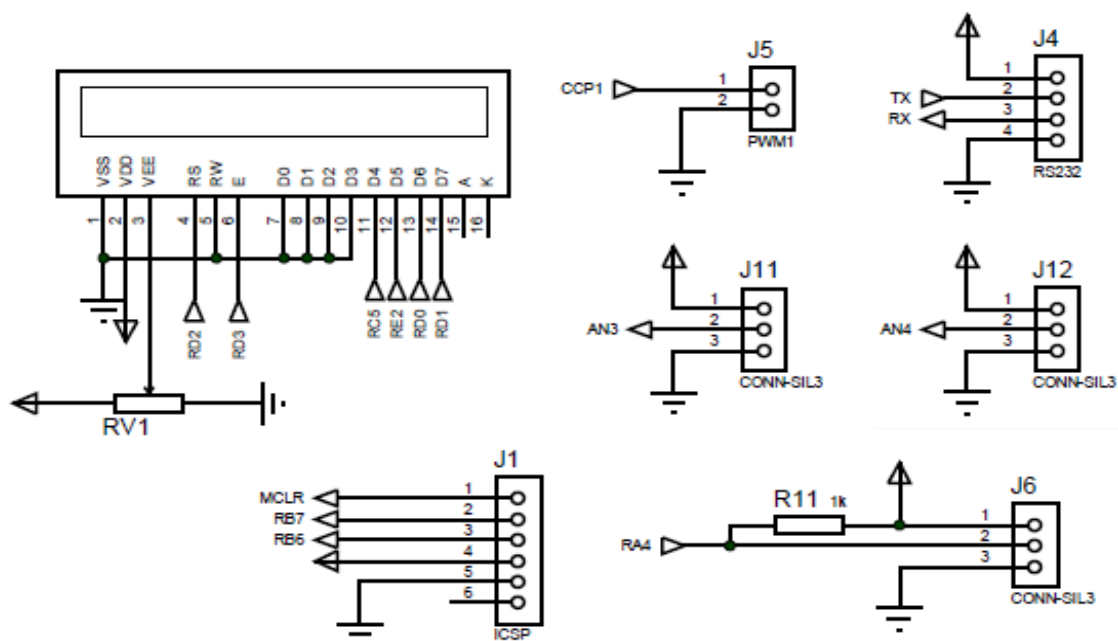 VSS
VDD
VEE
RS
RW
E
D0
D1
D2
D3
D4
D5
D6
D7
A
K
1
2
3
4
5
6
7
8
9
10
11
12
13
14
15
16
RD2
RD3
RC5
RE2
RD0
RD1
RV1
J5
CCP1
1
2
PWM1
J4
1
TX
2
RX
3
4
RS232
J11
1
AN3
2
3
CONN-SIL3
J12
1
AN4
2
3
CONN-SIL3
J1
MCLR
1
RB7
2
RB6
3
4
5
6
ICSP
R11 1k
J6
1
RA4
2
3
CONN-SIL3